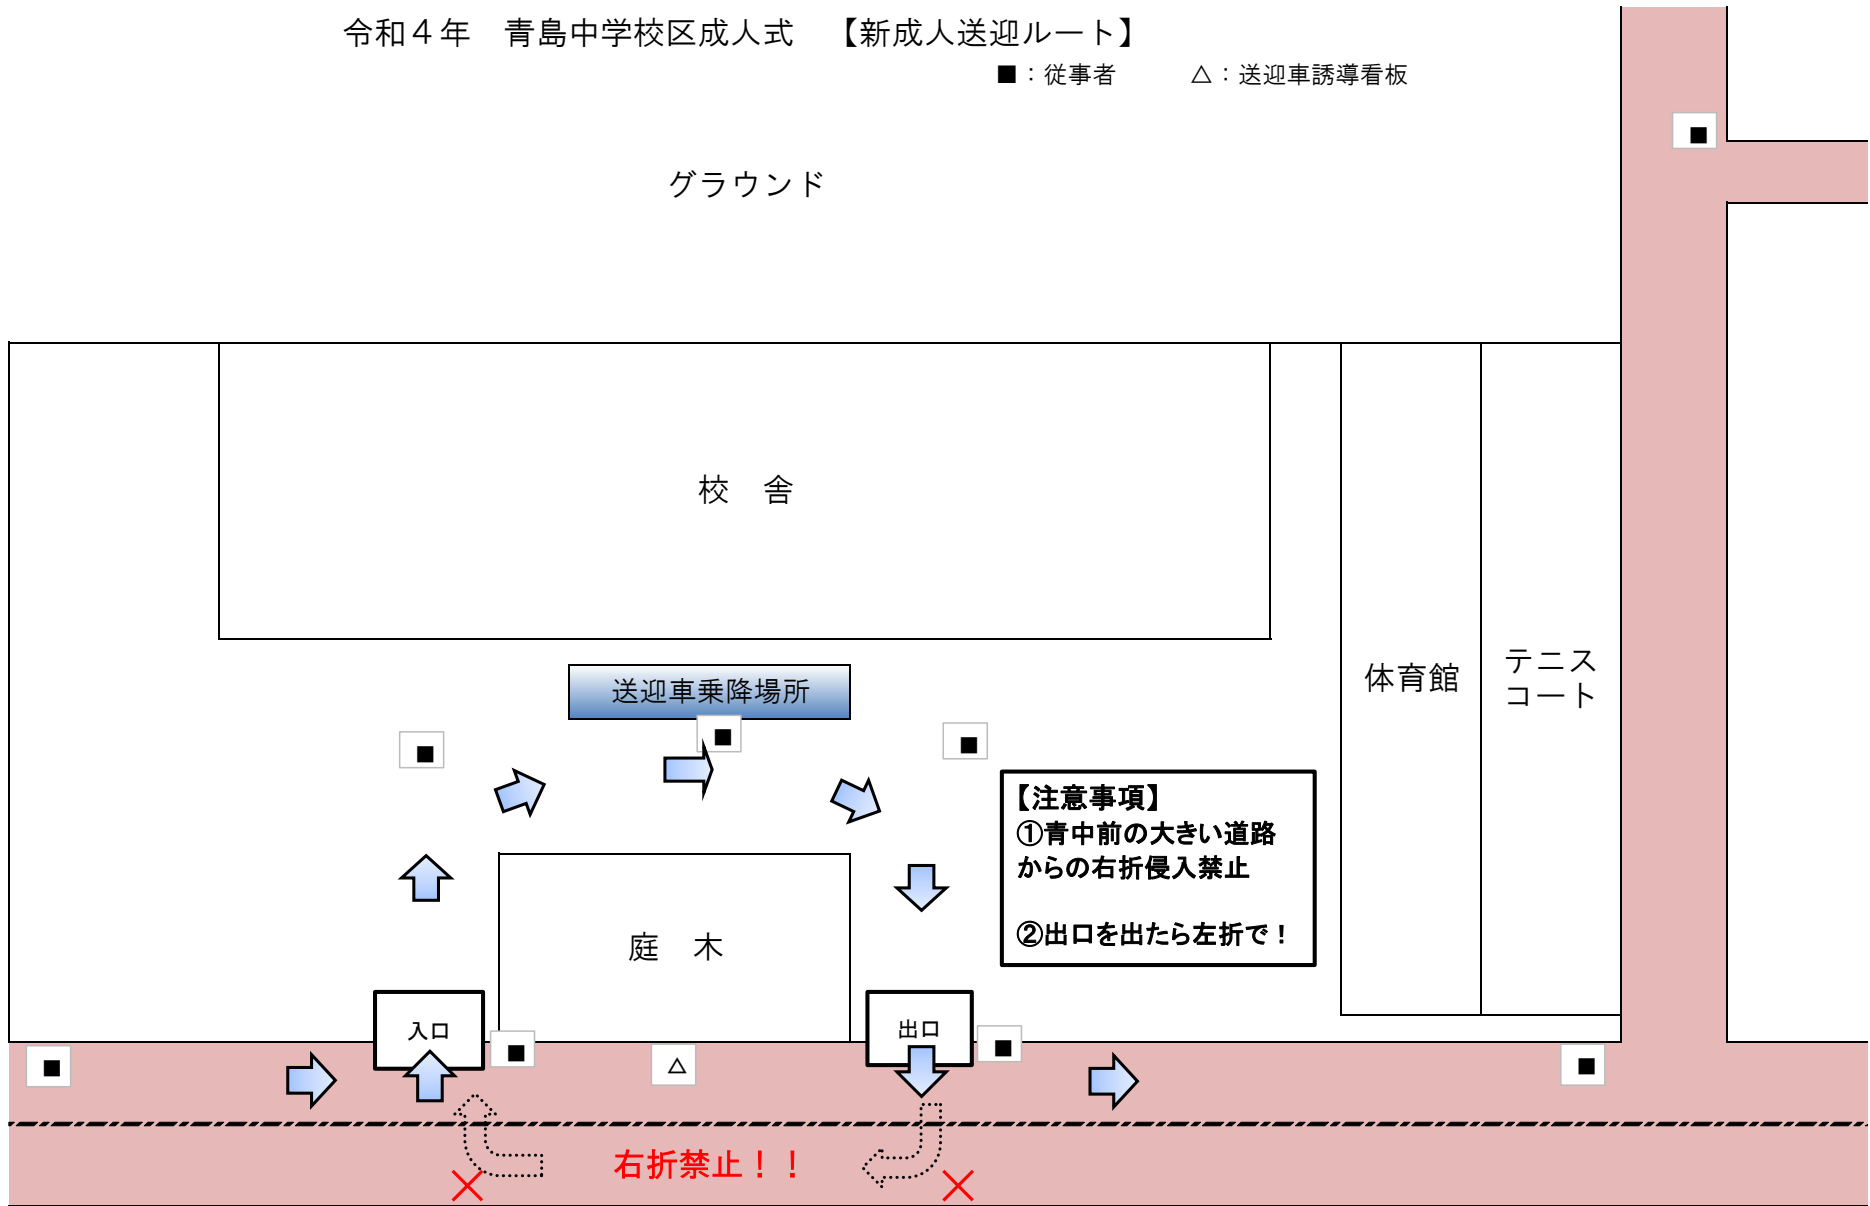 令和４年　青島中学校区成人式　【新成人送迎ルート】
■：従事者　　△：送迎車誘導看板
■
グラウンド
校　舎
体育館
テニス
コート
送迎車乗降場所
■
■
■
【注意事項】
①青中前の大きい道路
からの右折侵入禁止
②出口を出たら左折で！
庭　木
入口
出口
■
■
△
■
■
右折禁止！！